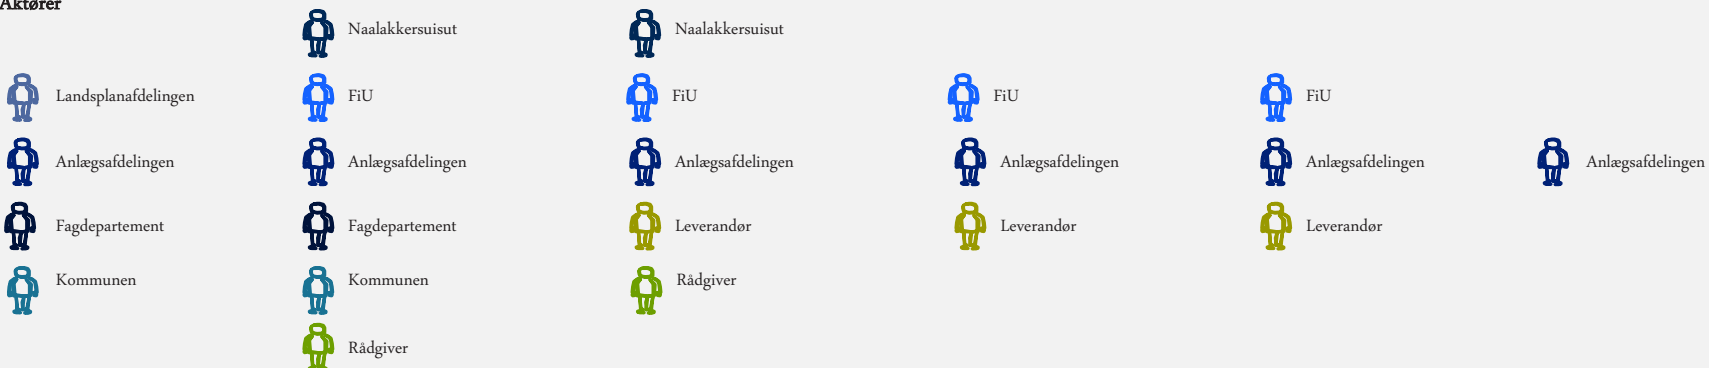 Aktører
Naalakkersuisut Naalakkersuisut
Landsplanafdelingen FiU FiU FiU FiU
Anlægsafdelingen Anlægsafdelingen Anlægsafdelingen Anlægsafdelingen Anlægsafdelingen Anlægsafdelingen
Fagdepartement Fagdepartement Leverandør Leverandør Leverandør
Kommunen Kommunen Rådgiver
Rådgiver